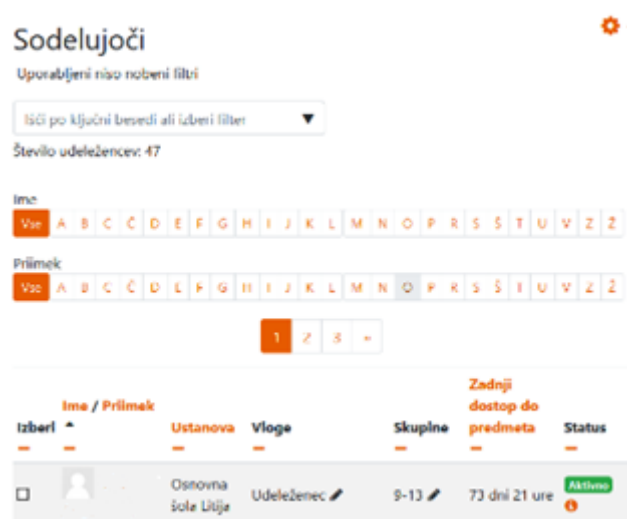 Sodelujoči
Uporabljeni niso nobeni filtri
Išči po ključni besedi ali izberi filter ▼
Število udeležencev: 47
Ime
Vse A B C Č D E F G H I J K L M N O P R S Š T U V Z Ž
Priimek
Vse A B C Č D E F G H I J K L M N O P R S Š T U V Z Ž
1 2 3 »
Izberi Ime / Priimek Ustanova Vloge Skupine Zadnji dostop do predmeta Status
Osnovna šola Litija Udeleženec 9-13 73 dni 21 ure Aktivno